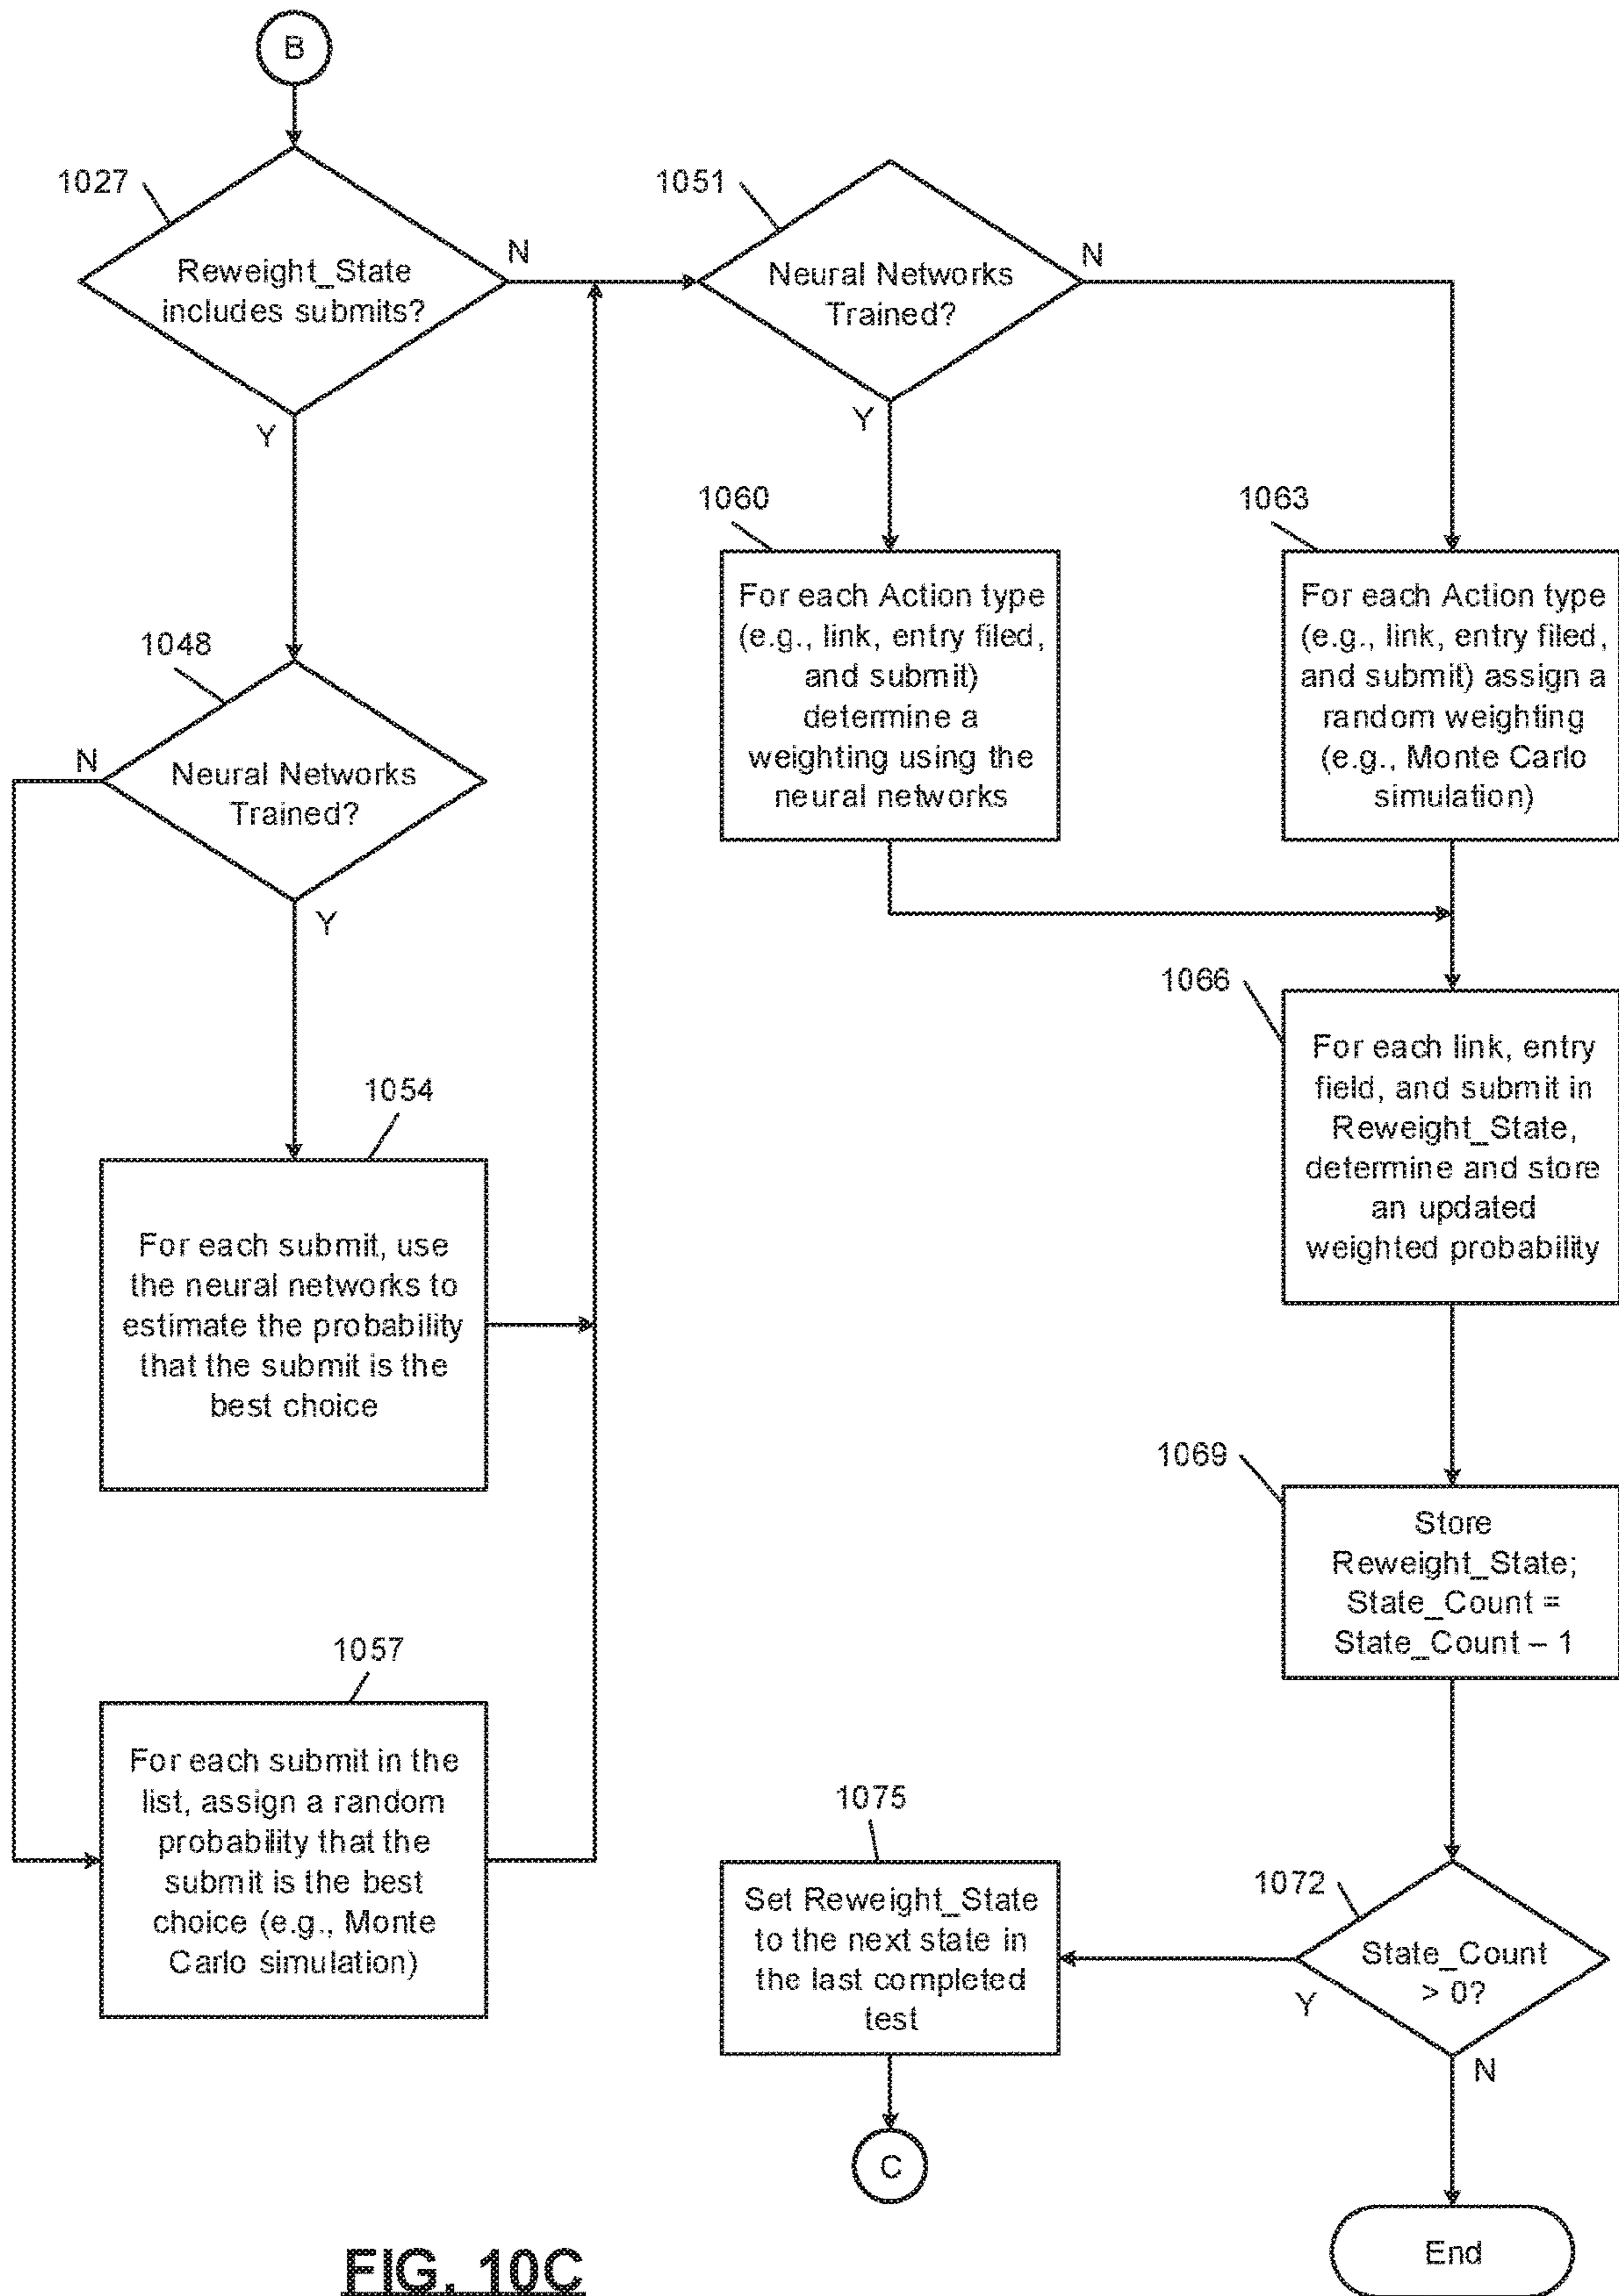 B
1027
Reweight_State
includes submits?
N
Y
1051
Neural Networks
Trained?
N
Y
1048
Neural Networks
Trained?
N
Y
1060
For each Action type
(e.g., link, entry filed,
and submit)
determine a
weighting using the
neural networks
1063
For each Action type
(e.g., link, entry filed,
and submit) assign a
random weighting
(e.g., Monte Carlo
simulation)
1054
For each submit, use
the neural networks to
estimate the probability
that the submit is the
best choice
1066
For each link, entry
field, and submit in
Reweight_State,
determine and store
an updated
weighted probability
1057
For each submit in the
list, assign a random
probability that the
submit is the best
choice (e.g., Monte
Carlo simulation)
1069
Store
Reweight_State;
State_Count =
State_Count – 1
1075
Set Reweight_State
to the next state in
the last completed
test
1072
State_Count
> 0?
Y
N
C
End
FIG. 10C